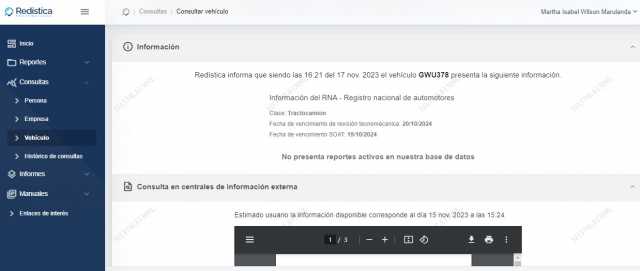 Redística
Consultas Consultar vehículo
Martha Isabel Wilson Marulanda
Inicio
Reportes
Consultas
Persona
Empresa
Vehículo
Histórico de consultas
Informes
Manuales
Enlaces de interés
Información
Redística informa que siendo las 16:21 del 17 nov. 2023 el vehículo GWU378 presenta la siguiente información.
Información del RNA - Registro nacional de automotores
Clase: Tractocamion
Fecha de vencimiento de revisión tecnomecánica: 20/10/2024
Fecha de vencimiento SOAT: 19/10/2024
No presenta reportes activos en nuestra base de datos
Consulta en centrales de información externa
Estimado usuario la información disponible corresponde al día 15 nov. 2023 a las 15:24.
1 / 3